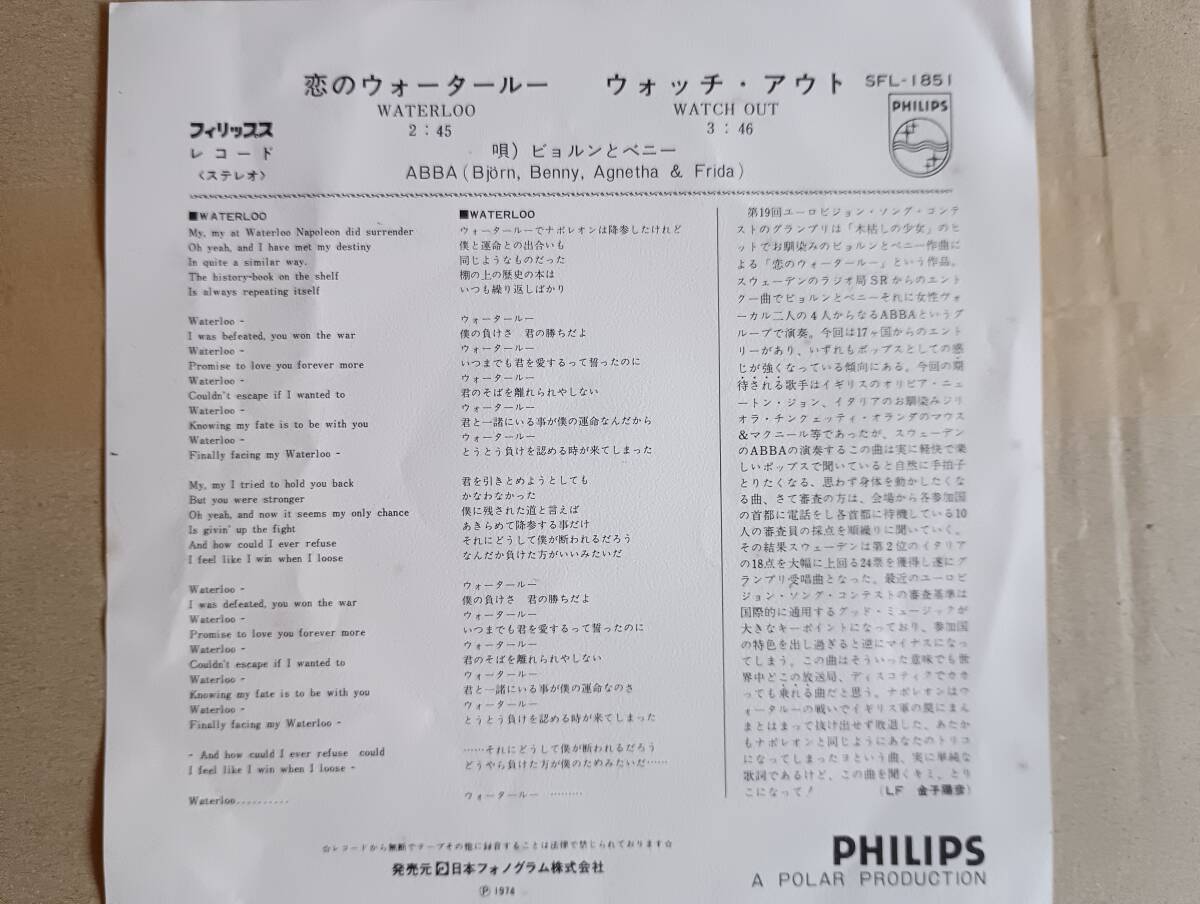 恋のウォータールー
WATERLOO
2:45
ウォッチ・アウト
WATCH OUT
3:46
SFL-1851
PHILIPS
フィリップス
レコード
〈ステレオ〉
唄) ビョルンとベニー
ABBA (Björn, Benny, Agnetha & Frida)
■WATERLOO
My, my at Waterloo Napoleon did surrender
Oh yeah, and I have met my destiny
In quite a similar way.
The history-book on the shelf
Is always repeating itself
Waterloo -
I was befeated, you won the war
Waterloo -
Promise to love you forever more
Waterloo -
Couldn't escape if I wanted to
Waterloo -
Knowing my fate is to be with you
Waterloo -
Finally facing my Waterloo -
My, my I tried to hold you back
But you were stronger
Oh yeah, and now it seems my only chance
Is givin' up the fight
And how could I ever refuse
I feel like I win when I loose
Waterloo -
I was defeated, you won the war
Waterloo -
Promise to love you forever more
Waterloo -
Couldn't escape if I wanted to
Waterloo -
Knowing my fate is to be with you
Waterloo -
Finally facing my Waterloo -
- And how cuuld I ever refuse could
I feel like I win when I loose -
Waterloo..........
■WATERLOO
ウォータールーでナポレオンは降参したけれど
僕と運命との出合いも
同じようなものだった
棚の上の歴史の本は
いつも繰り返しばかり
ウォータールー
僕の負けさ 君の勝ちだよ
ウォータールー
いつまでも君を愛するって誓ったのに
ウォータールー
君のそばを離れられやしない
ウォータールー
君と一諸にいる事が僕の運命なんだから
ウォータールー
とうとう負けを認める時が来てしまった
君を引きとめようとしても
かなわなかった
僕に残された道と言えば
あきらめて降参する事だけ
それにどうして僕が断われるだろう
なんだか負けた方がいいみたいだ
ウォータールー
僕の負けさ 君の勝ちだよ
ウォータールー
いつまでも君を愛するって誓ったのに
ウォータールー
君のそばを離れられやしない
ウォータールー
君と一諸にいる事が僕の運命なのさ
ウォータールー
とうとう負けを認める時が来てしまった
……それにどうして僕が断われるだろう
どうやら負けた方が僕のためみたいだ……
ウォータールー ………
第19回ユーロビジョン・ソング・コンテ
ストのグランプリは「木枯しの少女」のヒ
ットでお馴染みのビョルンとベニー作曲に
よる「恋のウォータールー」という作品。
スウェーデンのラジオ局SRからのエント
クー曲でビョルンとベニーそれに女性ヴォ
ーカル二人の4人からなるABBAというグ
ループで演奏。今回は17ヶ国からのエント
リーがあり、いずれもポップスとしての感
じが強くなっている傾向にある。今回の期
待される歌手はイギリスのオリビア・ニュ
ートン・ジョン、イタリアのお馴染みジリ
オラ・チンクェッティ・オランダのマウス
&マクニール等であったが、スウェーデン
のABBAの演奏するこの曲は実に軽快で楽
しいポップスで聞いていると自然に手拍子
とりたくなる、思わず身体を動かしたくな
る曲、さて審査の方は、会場から各参加国
の首都に電話をし各首都に待機している10
人の審査員の採点を順繰りに聞いていく。
その結果スウェーデンは第2位のイタリア
の18点を大幅に上回る24票を獲得し遂にグ
ランプリ受唱曲となった。最近のユーロビ
ジョン・ソング・コンテストの審査基準は
国際的に通用するグッド・ミュージックが
大きなキーポイントになっており、参加国
の特色を出し過ぎると逆にマイナスになっ
てしまう。この曲はそういった意味でも世
界中どこの放送局、ディスコティクでかか
っても乗れる曲だと思う。ナポレオンはウ
ォータールーの戦いでイギリス軍の罠にまん
まとはまって抜け出せず敗退した、あたか
もナポレオンと同じようにあなたのトリコ
になってしまったヨという曲、実に単純な
歌詞であるけど、この曲を聞くキミ、とり
こになって! (LF 金子陽彦)
☆レコードから無断でテープその他に録音することは法律で禁じられております☆
発売元 日本フォノグラム株式会社
Ⓟ1974
PHILIPS
A POLAR PRODUCTION